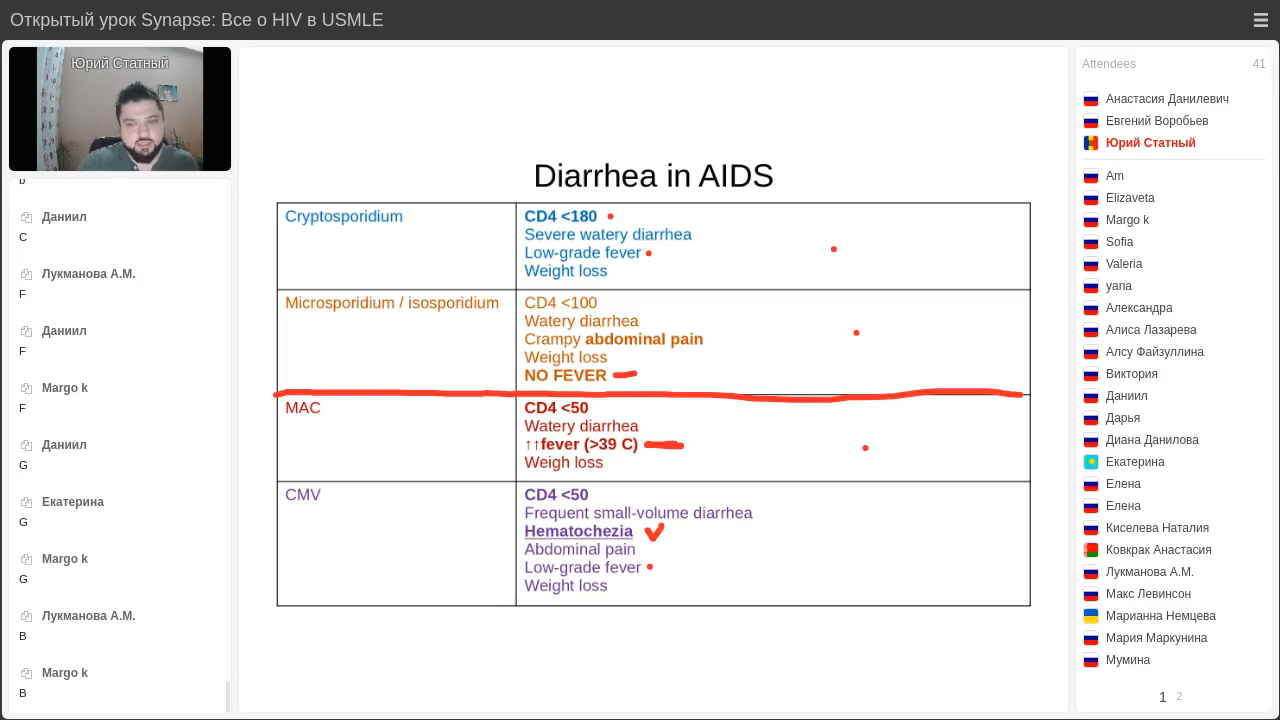 Открытый урок Synapse: Все о HIV в USMLE
Юрий Статный
Даниил
C
Лукманова А.М.
F
Даниил
F
Margo k
F
Даниил
G
Екатерина
G
Margo k
G
Лукманова А.М.
B
Margo k
B
Diarrhea in AIDS
Cryptosporidium
CD4 <180
Severe watery diarrhea
Low-grade fever
Weight loss
Microsporidium / isosporidium
CD4 <100
Watery diarrhea
Crampy abdominal pain
Weight loss
NO FEVER
MAC
CD4 <50
Watery diarrhea
↑↑fever (>39 C)
Weigh loss
CMV
CD4 <50
Frequent small-volume diarrhea
Hematochezia
Abdominal pain
Low-grade fever
Weight loss
Attendees 41
Анастасия Данилевич
Евгений Воробьев
Юрий Статный
Am
Elizaveta
Margo k
Sofia
Valeria
yana
Александра
Алиса Лазарева
Алсу Файзуллина
Виктория
Даниил
Дарья
Диана Данилова
Екатерина
Елена
Елена
Киселева Наталия
Ковкрак Анастасия
Лукманова А.М.
Макс Левинсон
Марианна Немцева
Мария Маркунина
Мумина
1 2